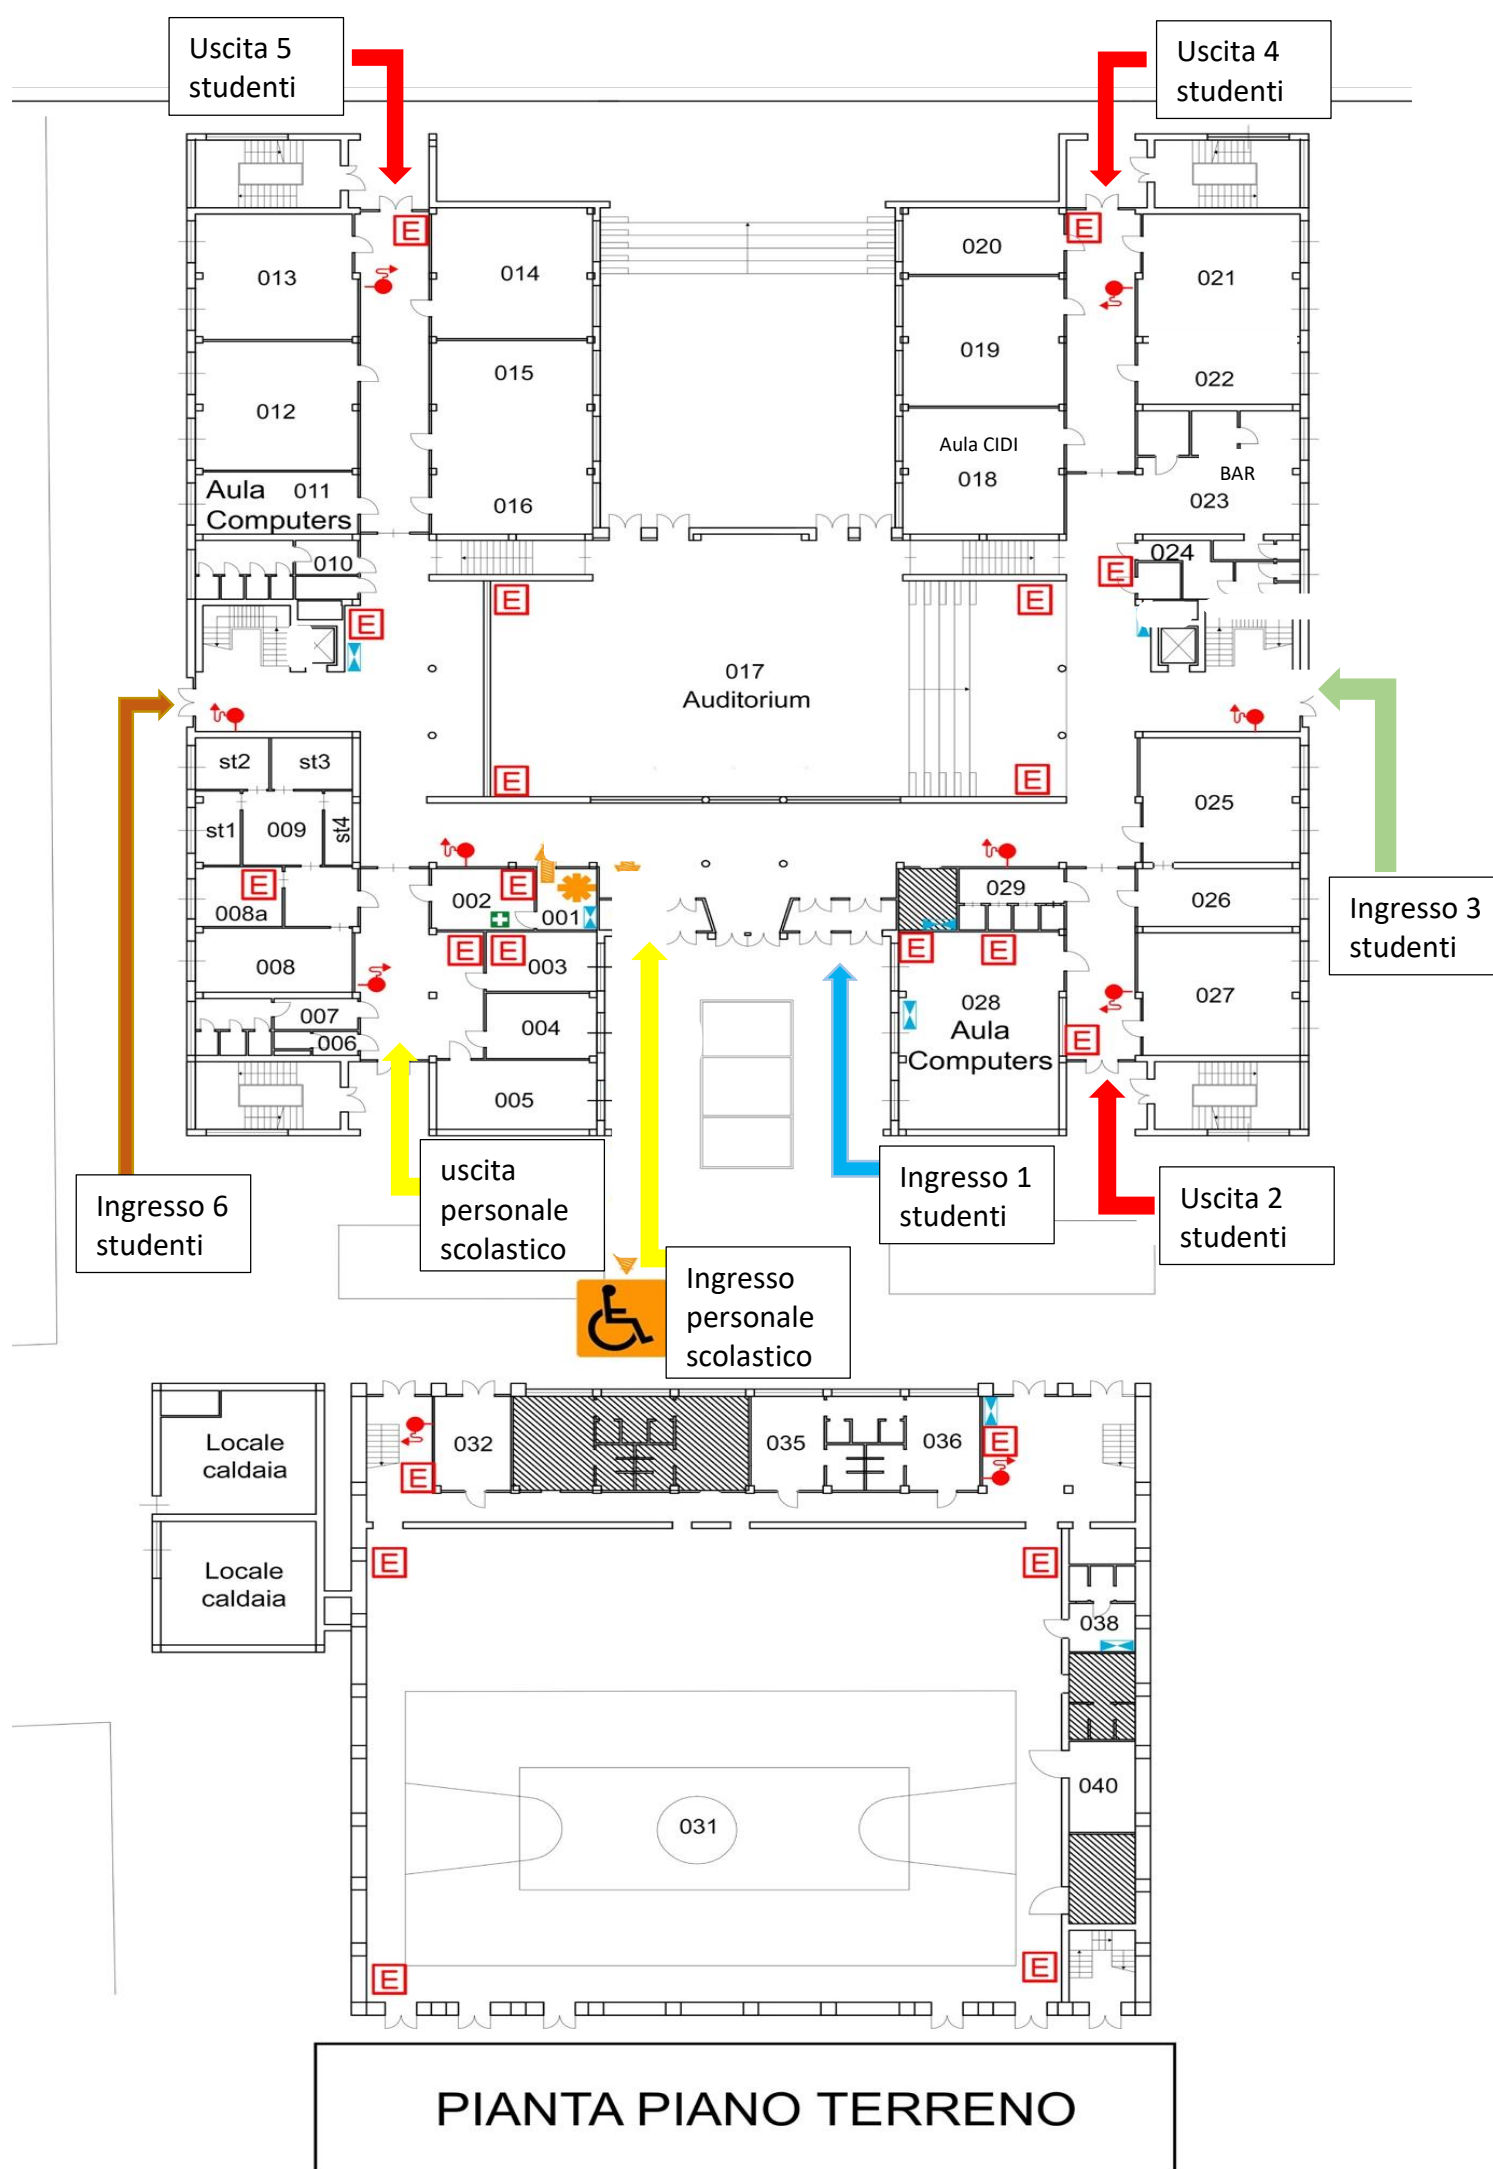 Uscita 5
studenti
Uscita 4
studenti
E
E
013
014
020
021
019
015
022
012
Aula CIDI
018
BAR
023
Aula 011
Computers
016
010
024
E
E
E
E
017
Auditorium
st2
st3
E
E
st1
009
st4
025
E
008a
002
E
001
029
026
Ingresso 3
studenti
008
E
E
003
E
E
028
Aula
Computers
027
007
004
006
E
005
uscita
personale
scolastico
Ingresso 1
studenti
Uscita 2
studenti
Ingresso 6
studenti
Ingresso
personale
scolastico
Locale
caldaia
032
035
036
E
E
Locale
caldaia
E
E
038
040
031
E
E
PIANTA PIANO TERRENO